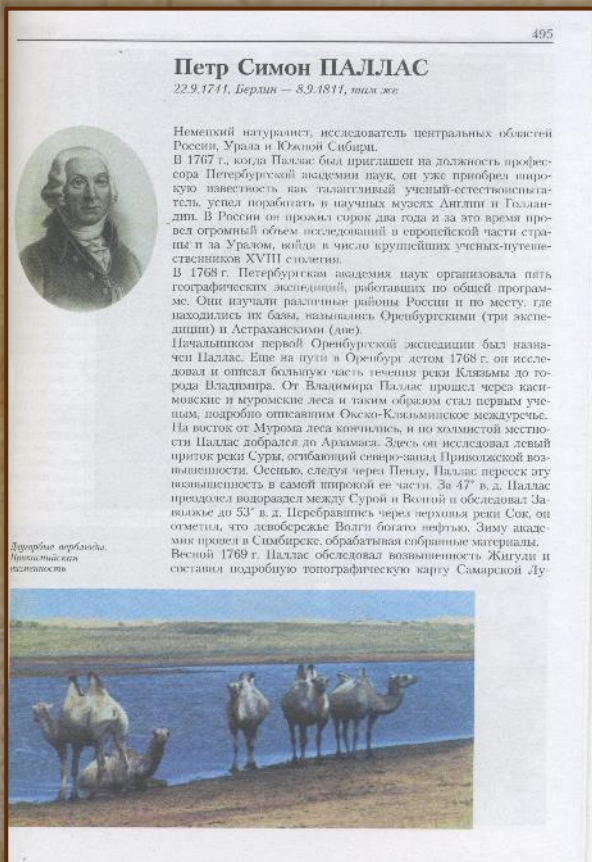 495
Петр Симон ПАЛЛАС
22.9.1741, Берлин — 8.9.1811, там же
Немецкий натуралист, исследователь центральных областей
России, Урала и Южной Сибири.
В 1767 г., когда Паллас был приглашен на должность профес-
сора Петербургской академии наук, он уже приобрел широ-
кую известность как талантливый ученый-естествоиспыта-
тель, успел поработать в научных музеях Англии и Голлан-
дии. В России он прожил сорок два года и за это время про-
вел огромный объем исследований в европейской части стра-
ны и за Уралом, войдя в число крупнейших ученых-путеше-
ственников XVIII столетия.
В 1768 г. Петербургская академия наук организовала пять
географических экспедиций, работавших по общей програм-
ме. Они изучали различные районы России и по месту, где
находились их базы, назывались Оренбургскими (три экспе-
диции) и Астраханскими (две).
Начальником первой Оренбургской экспедиции был назна-
чен Паллас. Еще на пути в Оренбург летом 1768 г. он иссле-
довал и описал большую часть течения реки Клязьмы до го-
рода Владимира. От Владимира Паллас прошел через каси-
мовские и муромские леса и таким образом стал первым уче-
ным, подробно описавшим Окско-Клязьминское междуречье.
На восток от Мурома леса кончились, и по холмистой местно-
сти Паллас добрался до Арзамаса. Здесь он исследовал левый
приток реки Суры, огибающий северо-запад Приволжской воз-
вышенности. Осенью, следуя через Пензу, Паллас пересек эту
возвышенность в самой широкой ее части. За 47° в. д. Паллас
преодолел водораздел между Сурой и Волгой и обследовал За-
волжье до 53° в. д. Перебравшись через верховья реки Сок, он
отметил, что левобережье Волги богато нефтью. Зиму акаде-
мик провел в Симбирске, обрабатывая собранные материалы.
Весной 1769 г. Паллас обследовал возвышенность Жигули и
составил подробную топографическую карту Самарской Лу-
Двугорбые верблюды.
Прикаспийская
низменность